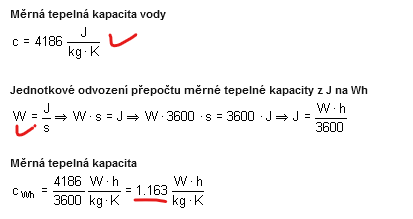 Měrná tepelná kapacita vody
c = 4186 J / kg · K
Jednotkové odvození přepočtu měrné tepelné kapacity z J na Wh
W = J / s ⇒ W · s = J ⇒ W · 3600 · s = 3600 · J ⇒ J = W · h / 3600
Měrná tepelná kapacita
c Wh = 4186 / 3600 W · h / kg · K = 1.163 W · h / kg · K